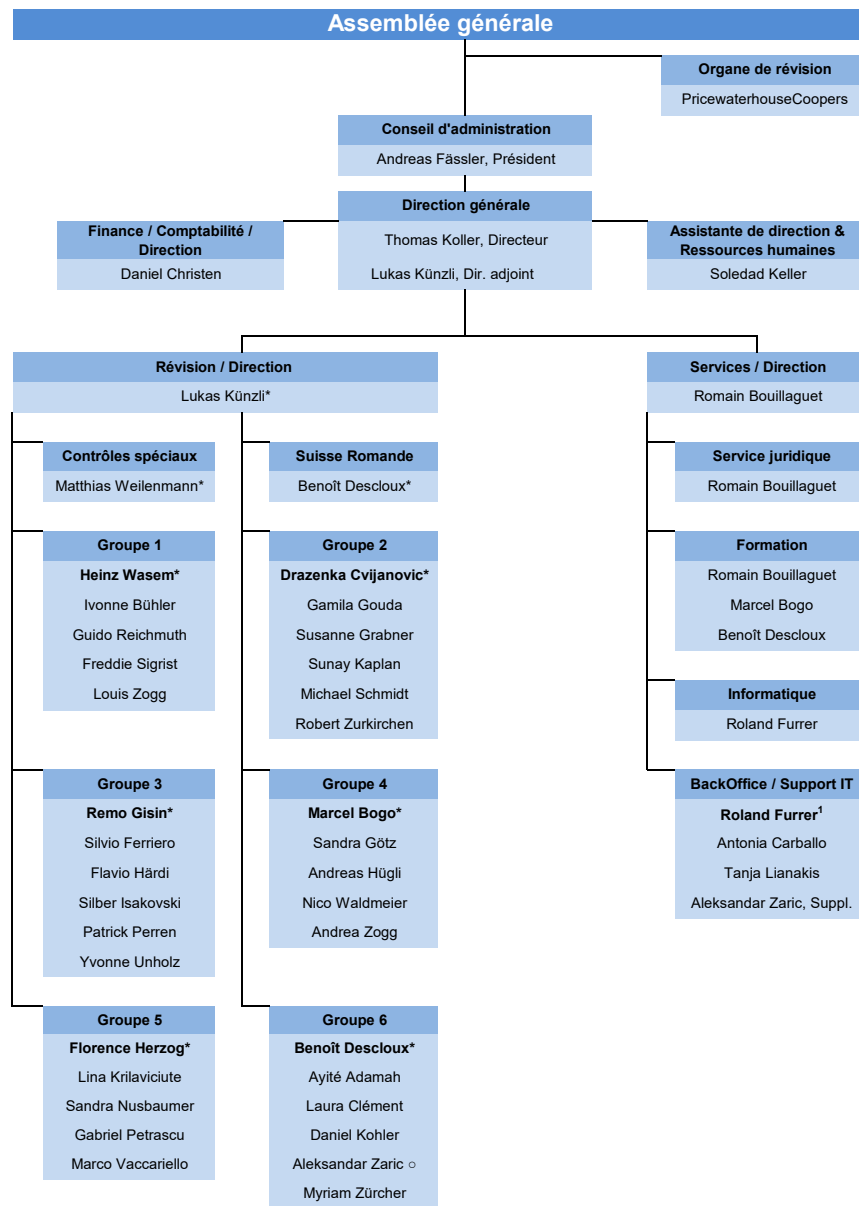 Assemblée générale
Organe de révision
PricewaterhouseCoopers
Conseil d'administration
Andreas Fässler, Président
Direction générale
Thomas Koller, Directeur
Lukas Künzli, Dir. adjoint
Finance / Comptabilité /
Direction
Daniel Christen
Assistante de direction &
Ressources humaines
Soledad Keller
Révision / Direction
Lukas Künzli*
Contrôles spéciaux
Matthias Weilenmann*
Suisse Romande
Benoît Descloux*
Groupe 1
Heinz Wasem*
Ivonne Bühler
Guido Reichmuth
Freddie Sigrist
Louis Zogg
Groupe 2
Drazenka Cvijanovic*
Gamila Gouda
Susanne Grabner
Sunay Kaplan
Michael Schmidt
Robert Zurkirchen
Groupe 3
Remo Gisin*
Silvio Ferriero
Flavio Härdi
Silber Isakovski
Patrick Perren
Yvonne Unholz
Groupe 4
Marcel Bogo*
Sandra Götz
Andreas Hügli
Nico Waldmeier
Andrea Zogg
Groupe 5
Florence Herzog*
Lina Krilaviciute
Sandra Nusbaumer
Gabriel Petrascu
Marco Vaccariello
Groupe 6
Benoît Descloux*
Ayité Adamah
Laura Clément
Daniel Kohler
Aleksandar Zaric ○
Myriam Zürcher
Services / Direction
Romain Bouillaguet
Service juridique
Romain Bouillaguet
Formation
Romain Bouillaguet
Marcel Bogo
Benoît Descloux
Informatique
Roland Furrer
BackOffice / Support IT
Roland Furrer¹
Antonia Carballo
Tanja Lianakis
Aleksandar Zaric, Suppl.